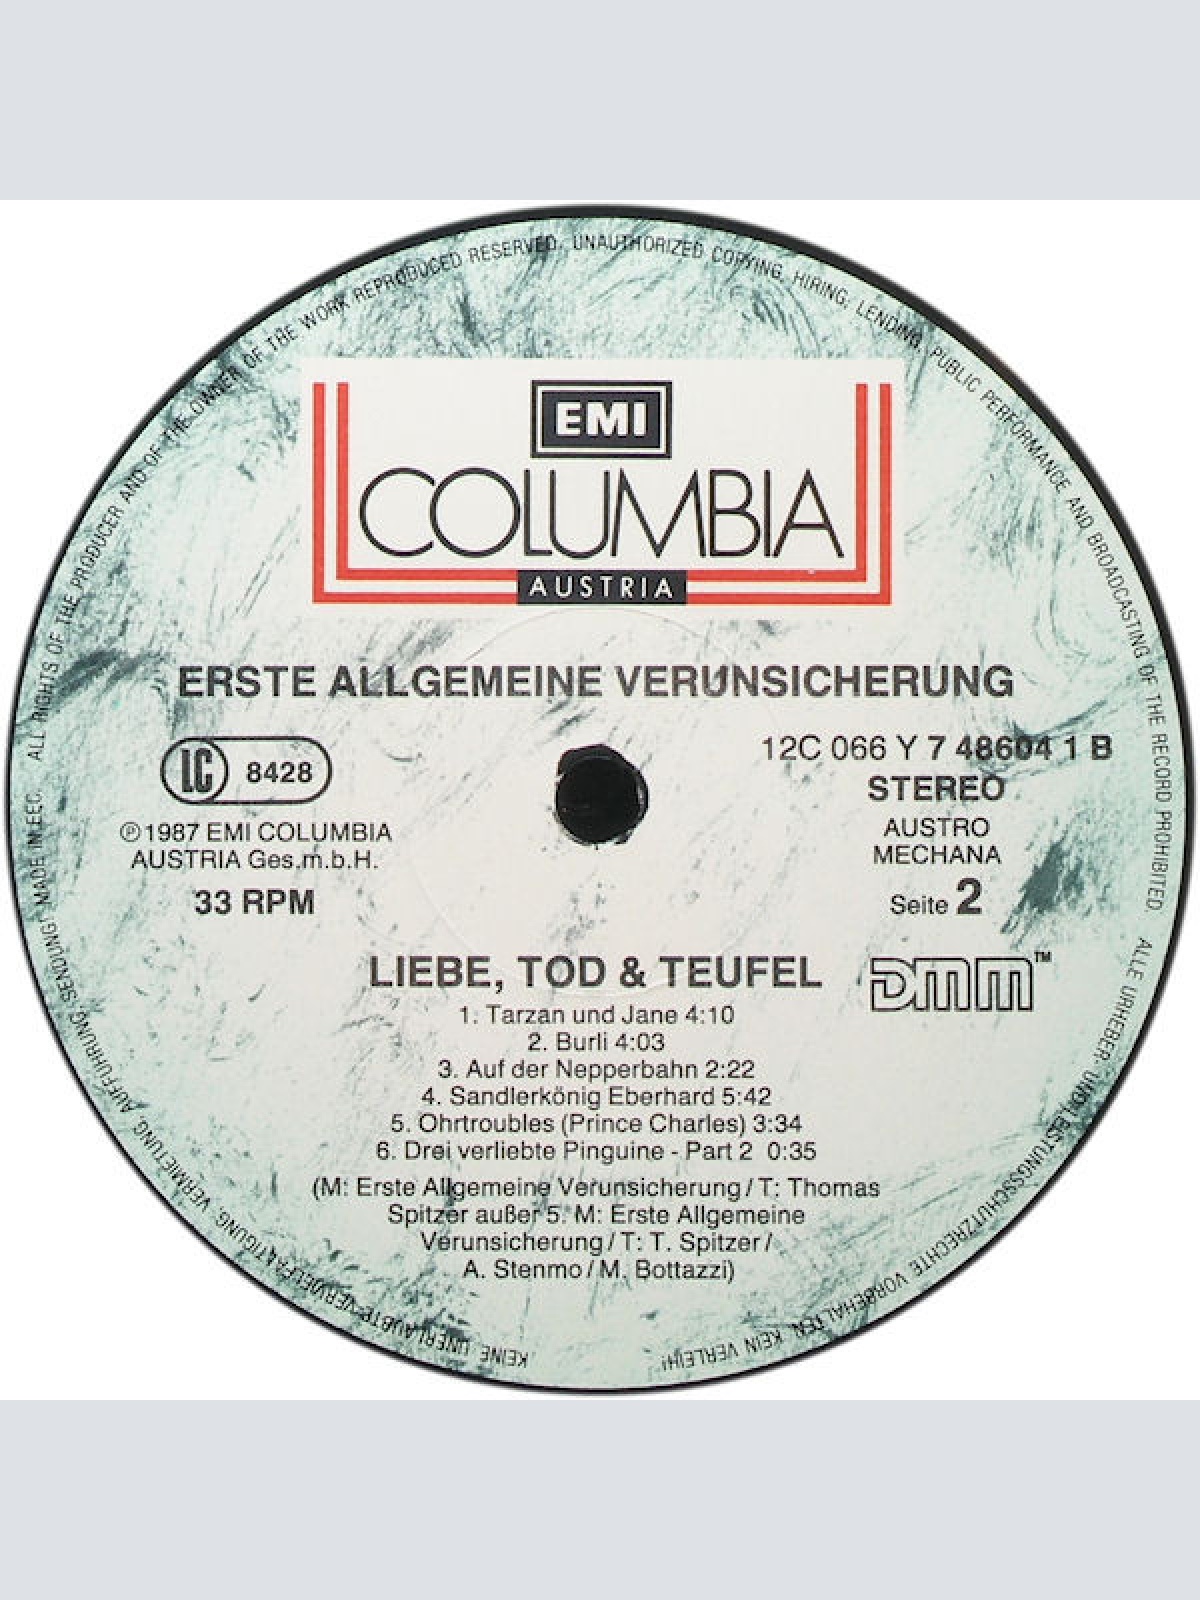 ALL RIGHTS OF THE PRODUCER AND OF THE OWNER OF THE WORK REPRODUCED RESERVED. UNAUTHORIZED COPYING, HIRING, LENDING, PUBLIC PERFORMANCE AND BROADCASTING OF THE RECORD PROHIBITED.
EMI
COLUMBIA
AUSTRIA
ERSTE ALLGEMEINE VERUNSICHERUNG
LC 8428
℗ 1987 EMI COLUMBIA
AUSTRIA Ges.m.b.H.
33 RPM
12C 066 Y 7 48604 1 B
STEREO
AUSTRO
MECHANA
Seite 2
DMM™
LIEBE, TOD & TEUFEL
1. Tarzan und Jane 4:10
2. Burli 4:03
3. Auf der Nepperbahn 2:22
4. Sandlerkönig Eberhard 5:42
5. Ohrtroubles (Prince Charles) 3:34
6. Drei verliebte Pinguine - Part 2 0:35
(M: Erste Allgemeine Verunsicherung / T: Thomas
Spitzer außer 5. M: Erste Allgemeine
Verunsicherung / T: T. Spitzer /
A. Stenmo / M. Bottazzi)
ALLE URHEBER- UND LEISTUNGSSCHUTZRECHTE VORBEHALTEN. KEIN VERLEIH!
KEINE UNERLAUBTE VERVIELFÄLTIGUNG, VERMIETUNG, AUFFÜHRUNG, SENDUNG! MADE IN EEC.